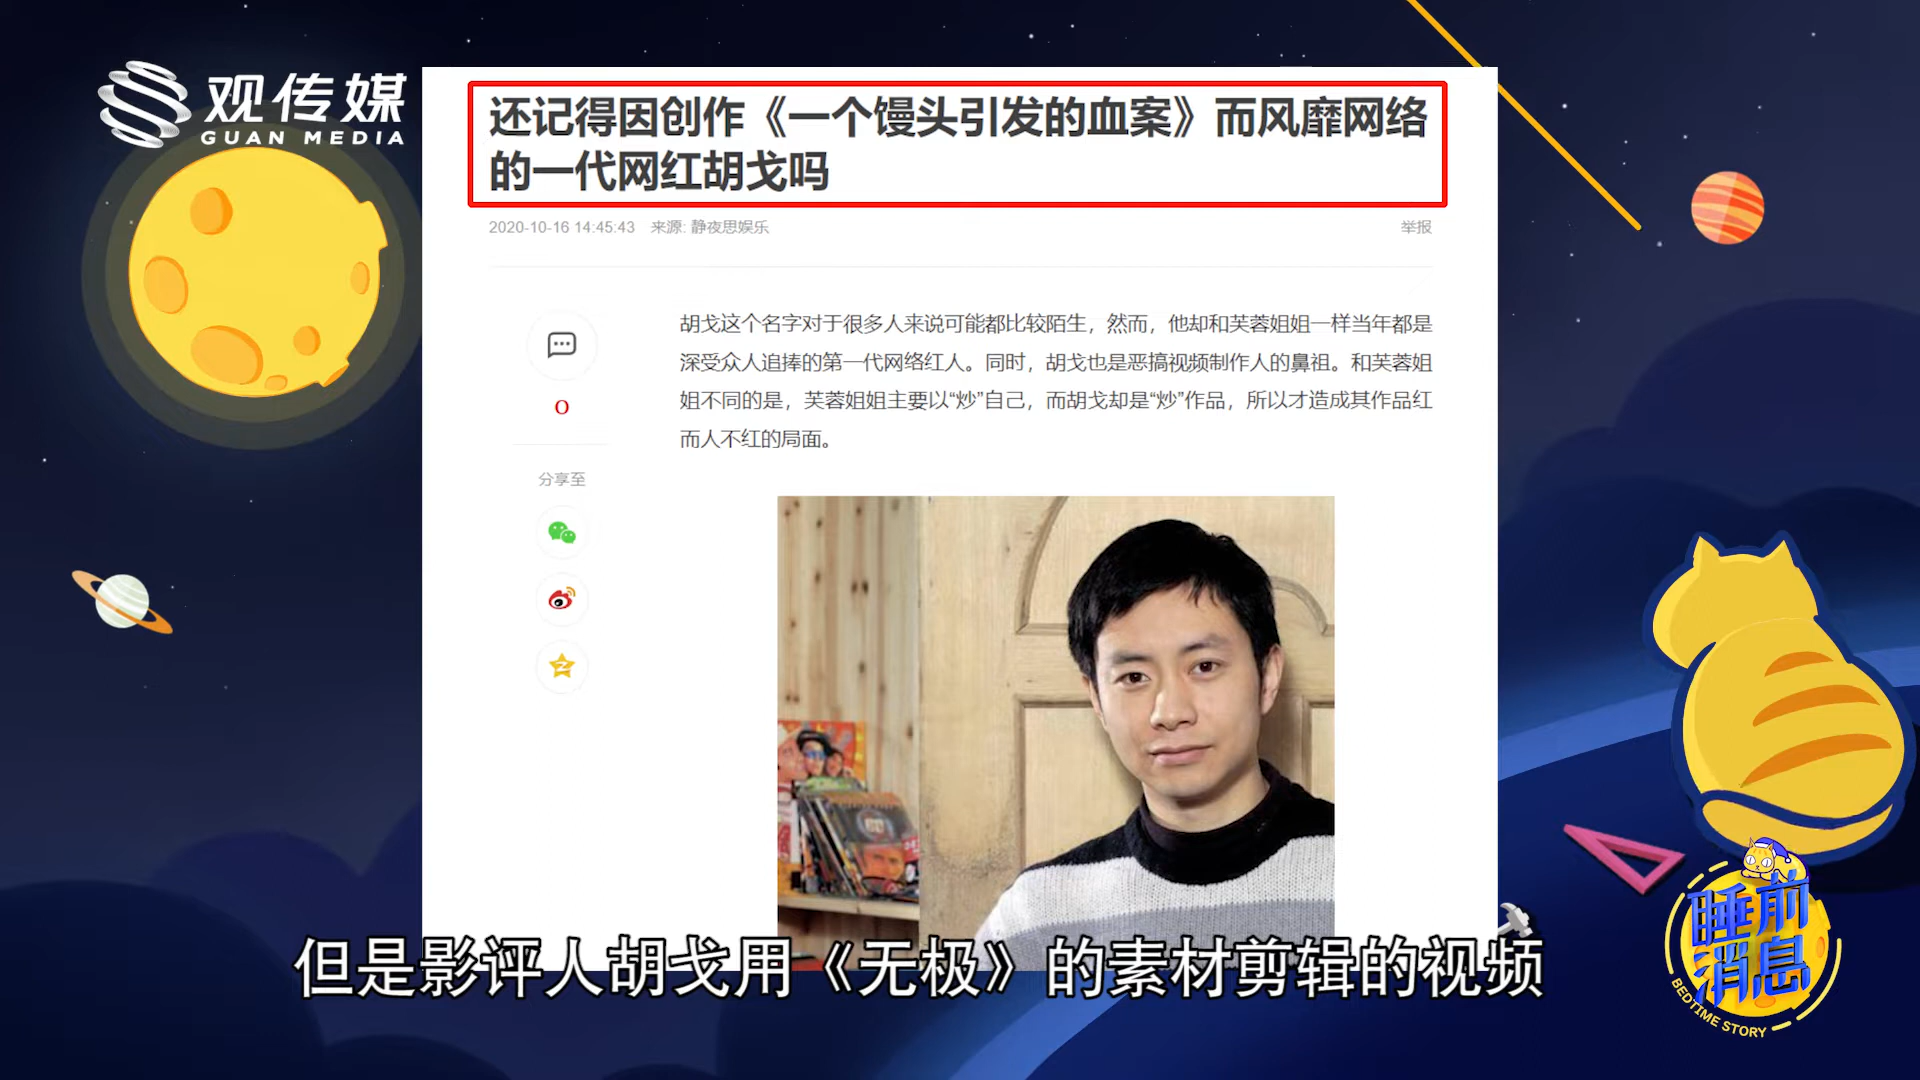 观传媒
GUAN MEDIA
还记得因创作《一个馒头引发的血案》而风靡网络
的一代网红胡戈吗
2020-10-16 14:45:43 来源: 静夜思娱乐
举报
胡戈这个名字对于很多人来说可能都比较陌生，然而，他却和芙蓉姐姐一样当年都是
深受众人追捧的第一代网络红人。同时，胡戈也是恶搞视频制作人的鼻祖。和芙蓉姐
姐不同的是，芙蓉姐姐主要以“炒”自己，而胡戈却是“炒”作品，所以才造成其作品红
而人不红的局面。
0
分享至
但是影评人胡戈用《无极》的素材剪辑的视频
睡前
消息
BEDTIME STORY